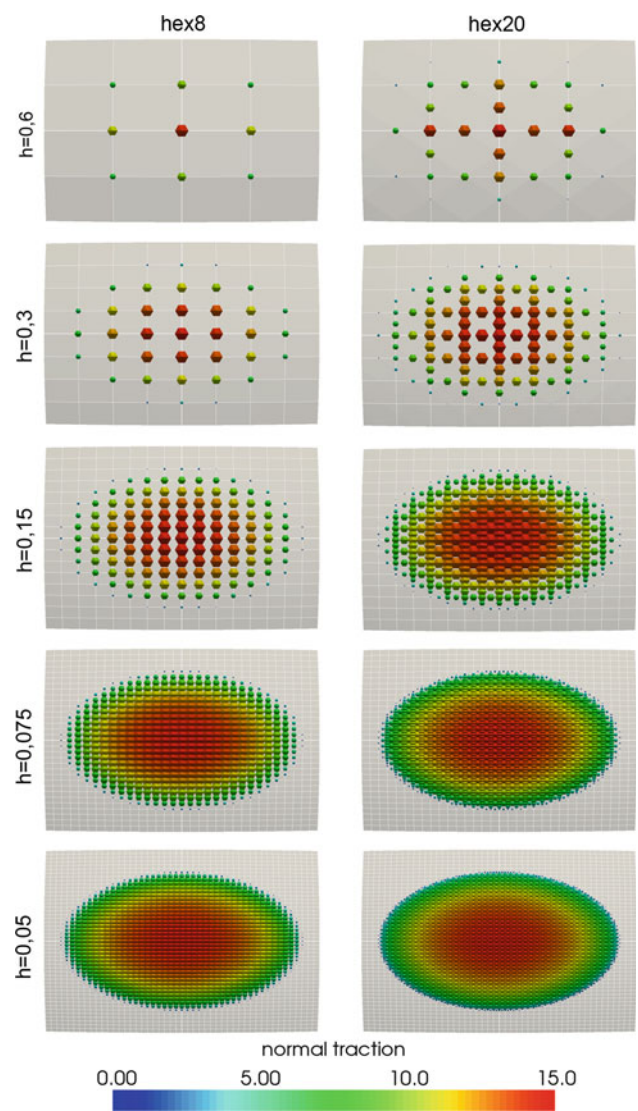 hex8 hex20
h=0,6
h=0,3
h=0,15
h=0,075
h=0,05
normal traction
0.00 5.00 10.0 15.0